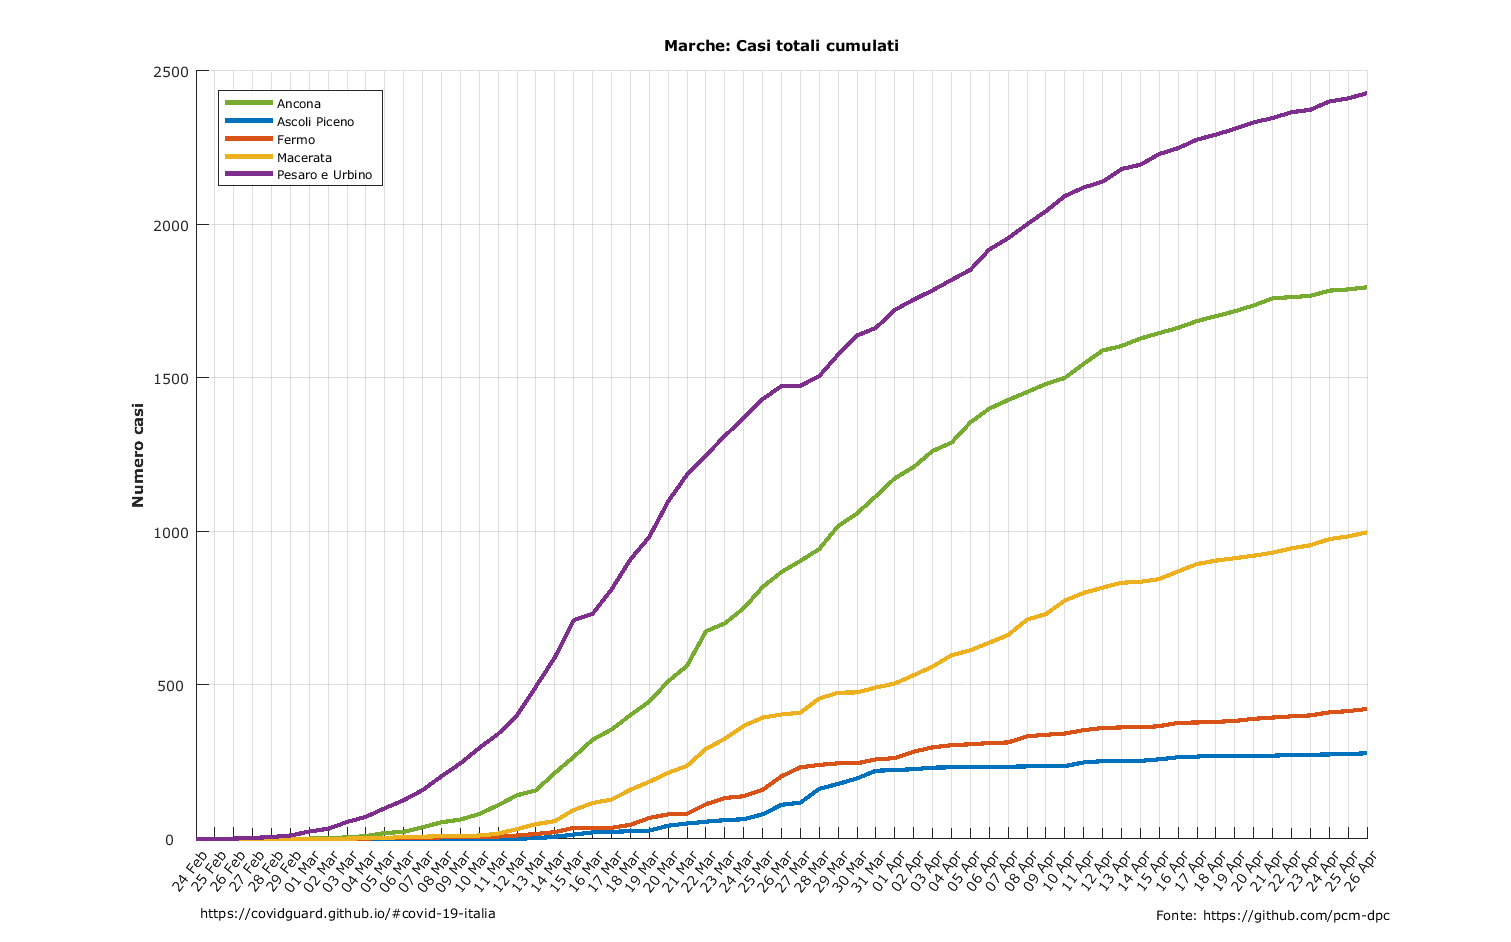 Marche: Casi totali cumulati
2500
2000
1500
1000
500
0
Numero casi
Ancona
Ascoli Piceno
Fermo
Macerata
Pesaro e Urbino
24 Feb
25 Feb
26 Feb
27 Feb
28 Feb
29 Feb
01 Mar
02 Mar
03 Mar
04 Mar
05 Mar
06 Mar
07 Mar
08 Mar
09 Mar
10 Mar
11 Mar
12 Mar
13 Mar
14 Mar
15 Mar
16 Mar
17 Mar
18 Mar
19 Mar
20 Mar
21 Mar
22 Mar
23 Mar
24 Mar
25 Mar
26 Mar
27 Mar
28 Mar
29 Mar
30 Mar
31 Mar
01 Apr
02 Apr
03 Apr
04 Apr
05 Apr
06 Apr
07 Apr
08 Apr
09 Apr
10 Apr
11 Apr
12 Apr
13 Apr
14 Apr
15 Apr
16 Apr
17 Apr
18 Apr
19 Apr
20 Apr
21 Apr
22 Apr
23 Apr
24 Apr
25 Apr
26 Apr
https://covidguard.github.io/#covid-19-italia
Fonte: https://github.com/pcm-dpc